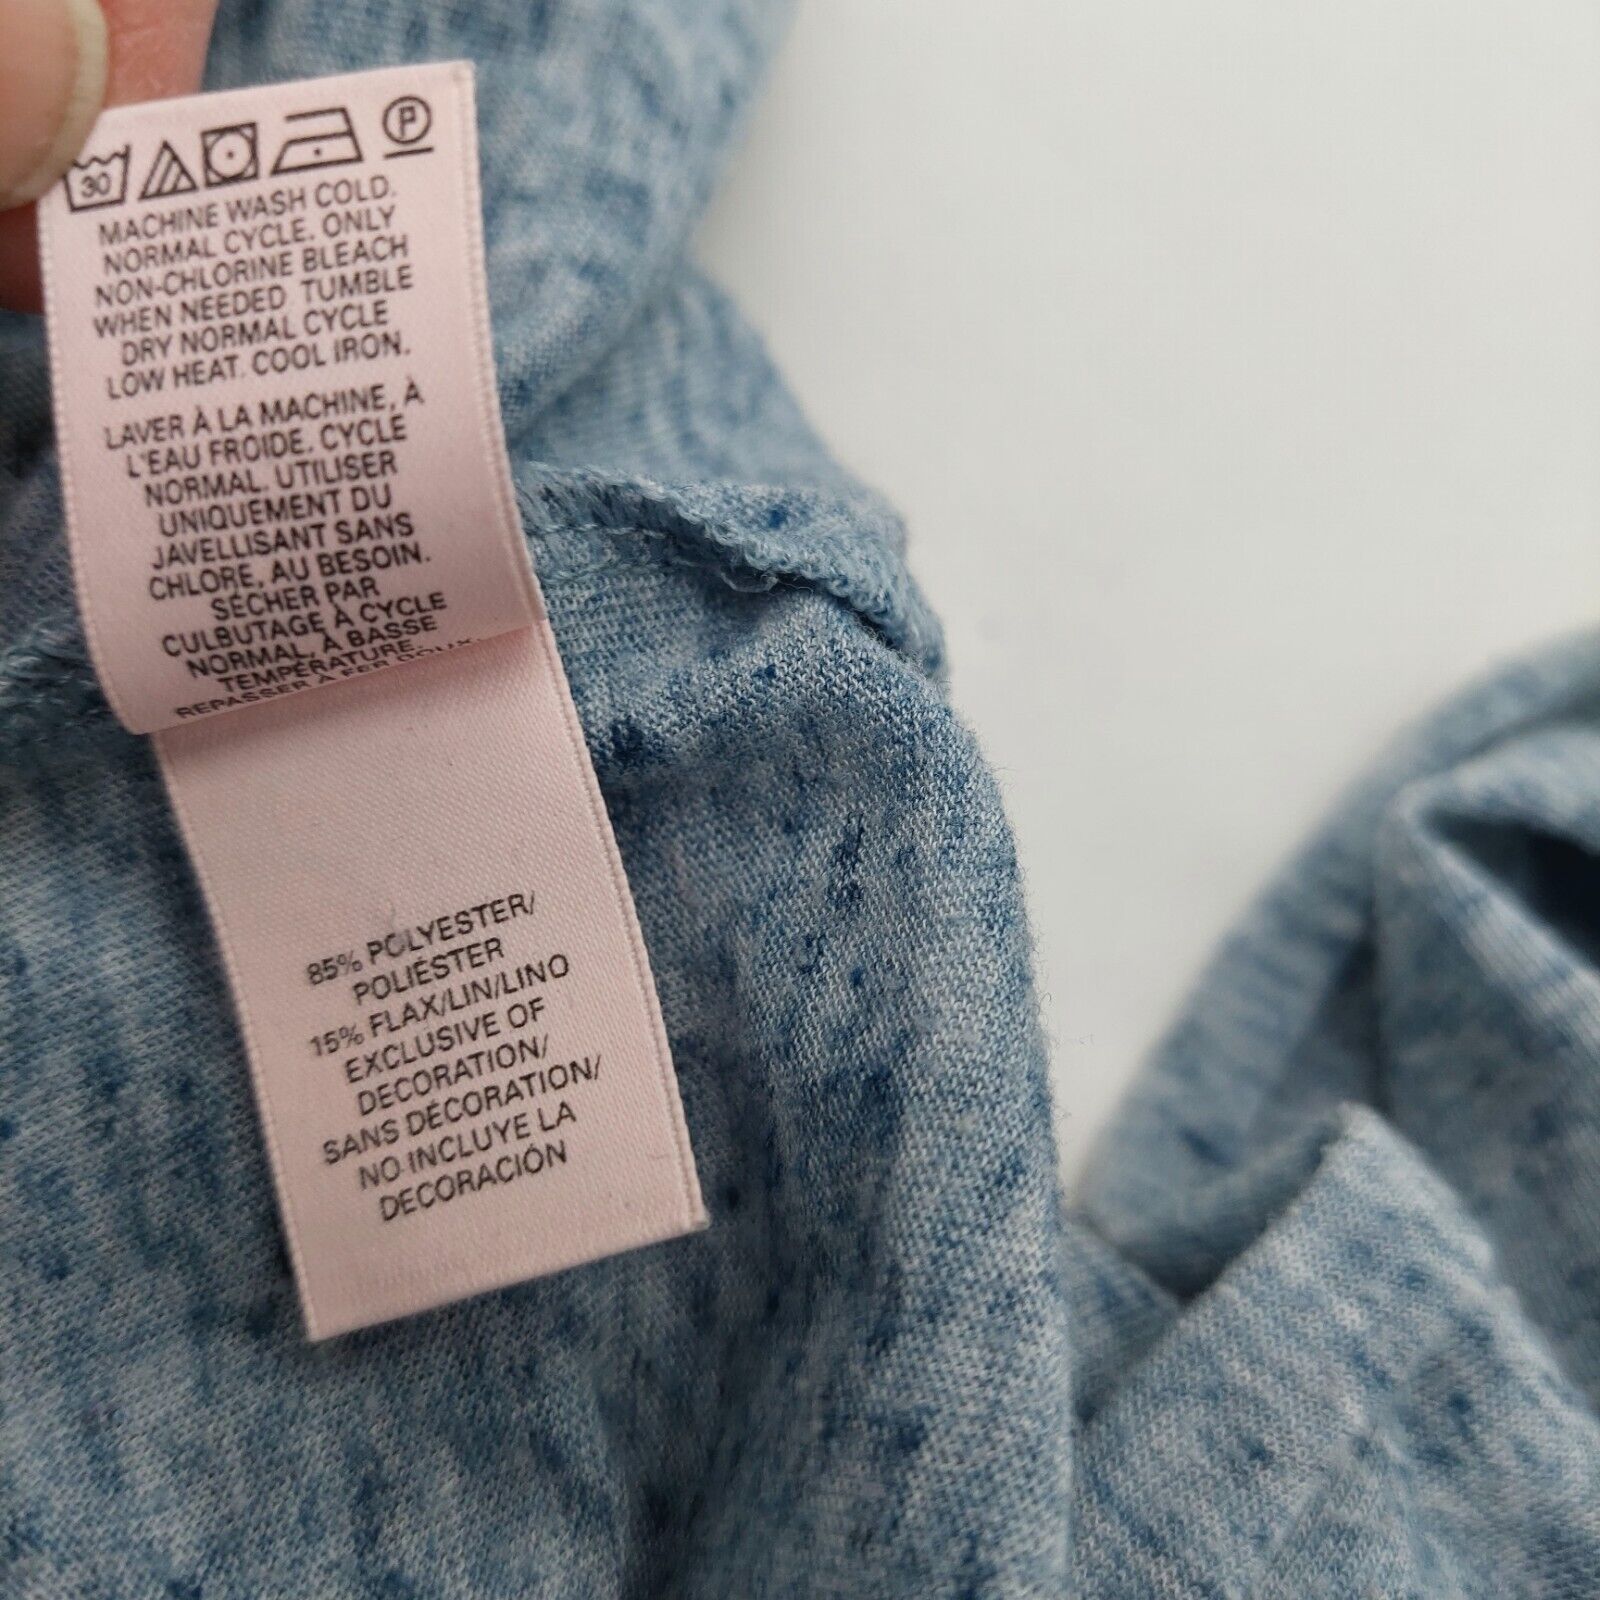 30 P
MACHINE WASH COLD.
NORMAL CYCLE. ONLY
NON-CHLORINE BLEACH
WHEN NEEDED TUMBLE
DRY NORMAL CYCLE
LOW HEAT. COOL IRON.
LAVER À LA MACHINE, À
L'EAU FROIDE. CYCLE
NORMAL. UTILISER
UNIQUEMENT DU
JAVELLISANT SANS
CHLORE, AU BESOIN.
SÉCHER PAR
CULBUTAGE À CYCLE
NORMAL, À BASSE
TEMPÉRATURE.
REPASSER À FER DOUX.
85% POLYESTER/
POLIÉSTER
15% FLAX/LIN/LINO
EXCLUSIVE OF
DECORATION/
SANS DÉCORATION/
NO INCLUYE LA
DECORACIÓN